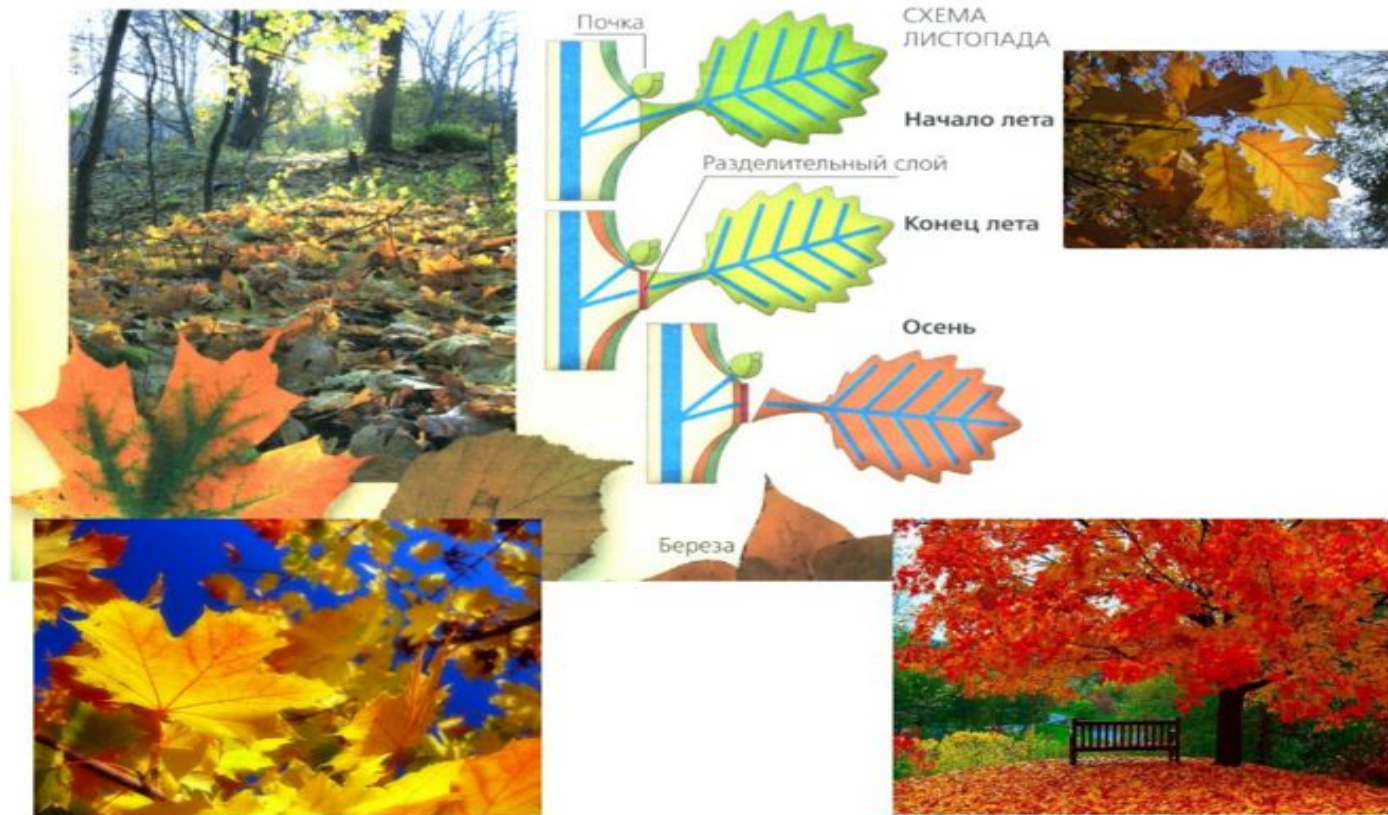 СХЕМА
ЛИСТОПАДА
Почка
Начало лета
Разделительный слой
Конец лета
Осень
Береза